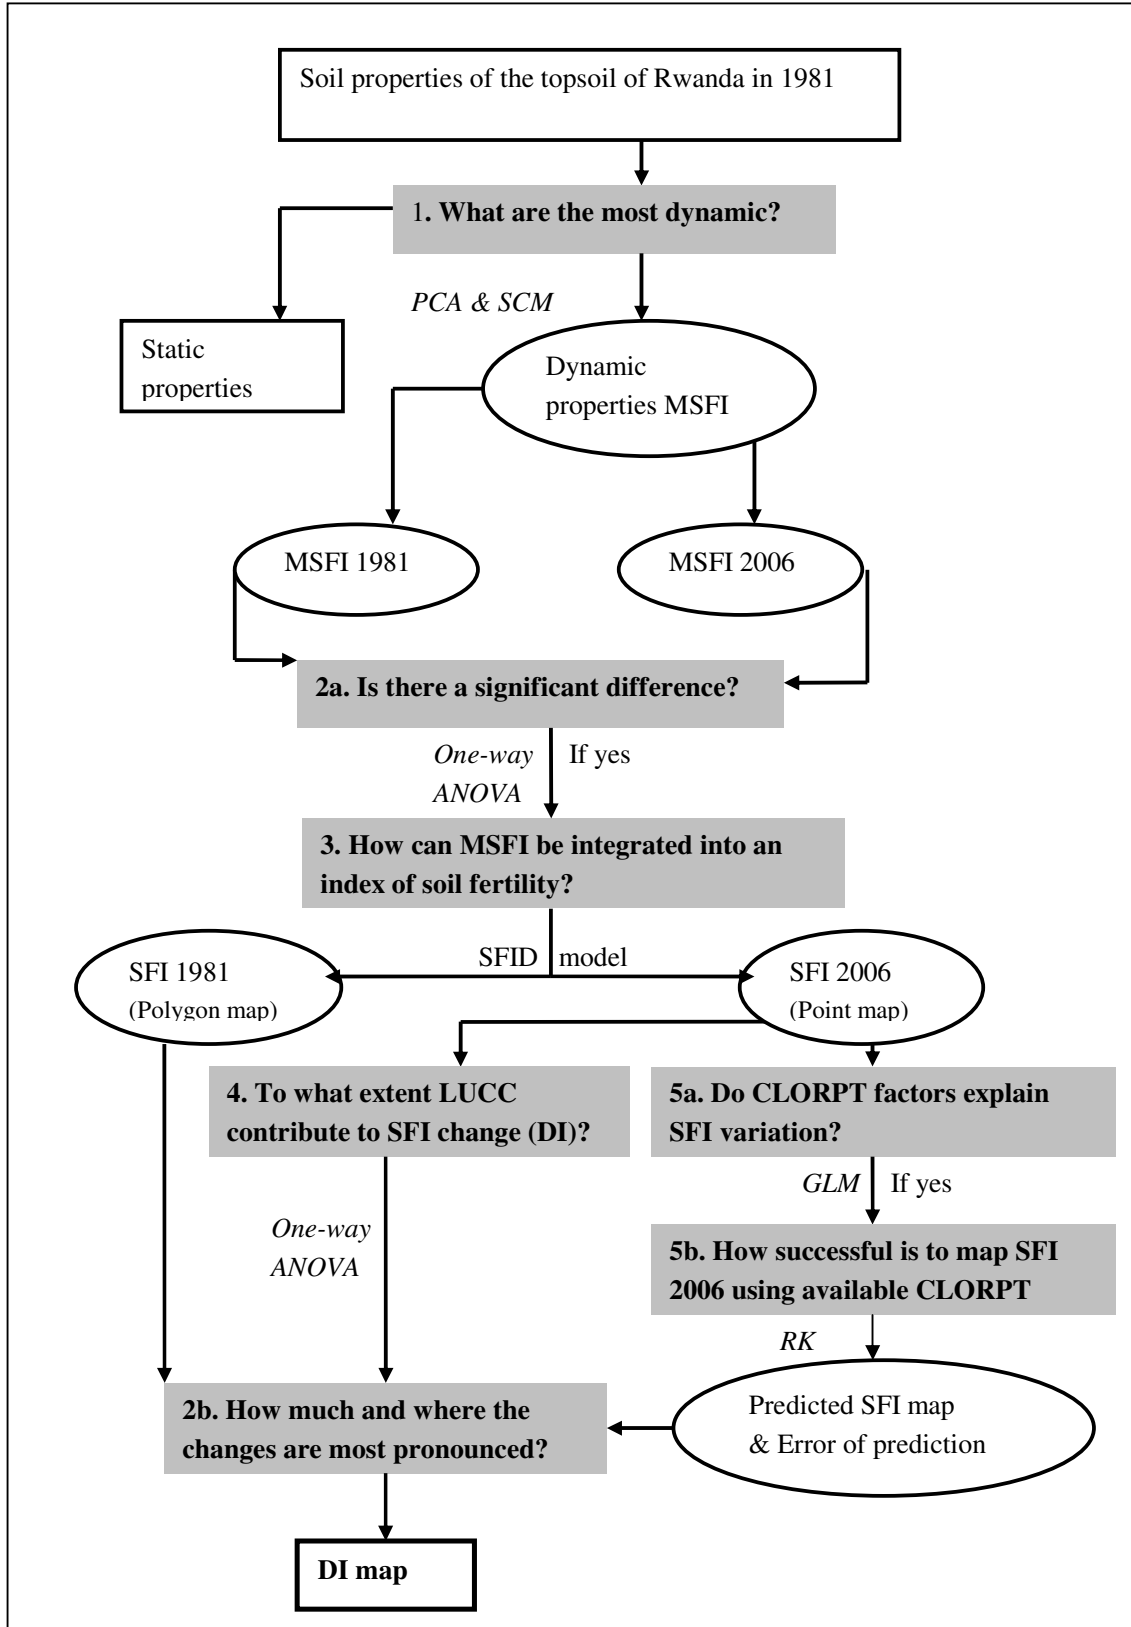 Soil properties of the topsoil of Rwanda in 1981
1. What are the most dynamic?
PCA & SCM
Static
properties
Dynamic
properties MSFI
MSFI 1981
MSFI 2006
2a. Is there a significant difference?
One-way
ANOVA
If yes
3. How can MSFI be integrated into an
index of soil fertility?
SFID model
SFI 1981
(Polygon map)
SFI 2006
(Point map)
4. To what extent LUCC
contribute to SFI change (DI)?
5a. Do CLORPT factors explain
SFI variation?
GLM
If yes
One-way
ANOVA
5b. How successful is to map SFI
2006 using available CLORPT
RK
2b. How much and where the
changes are most pronounced?
Predicted SFI map
& Error of prediction
DI map